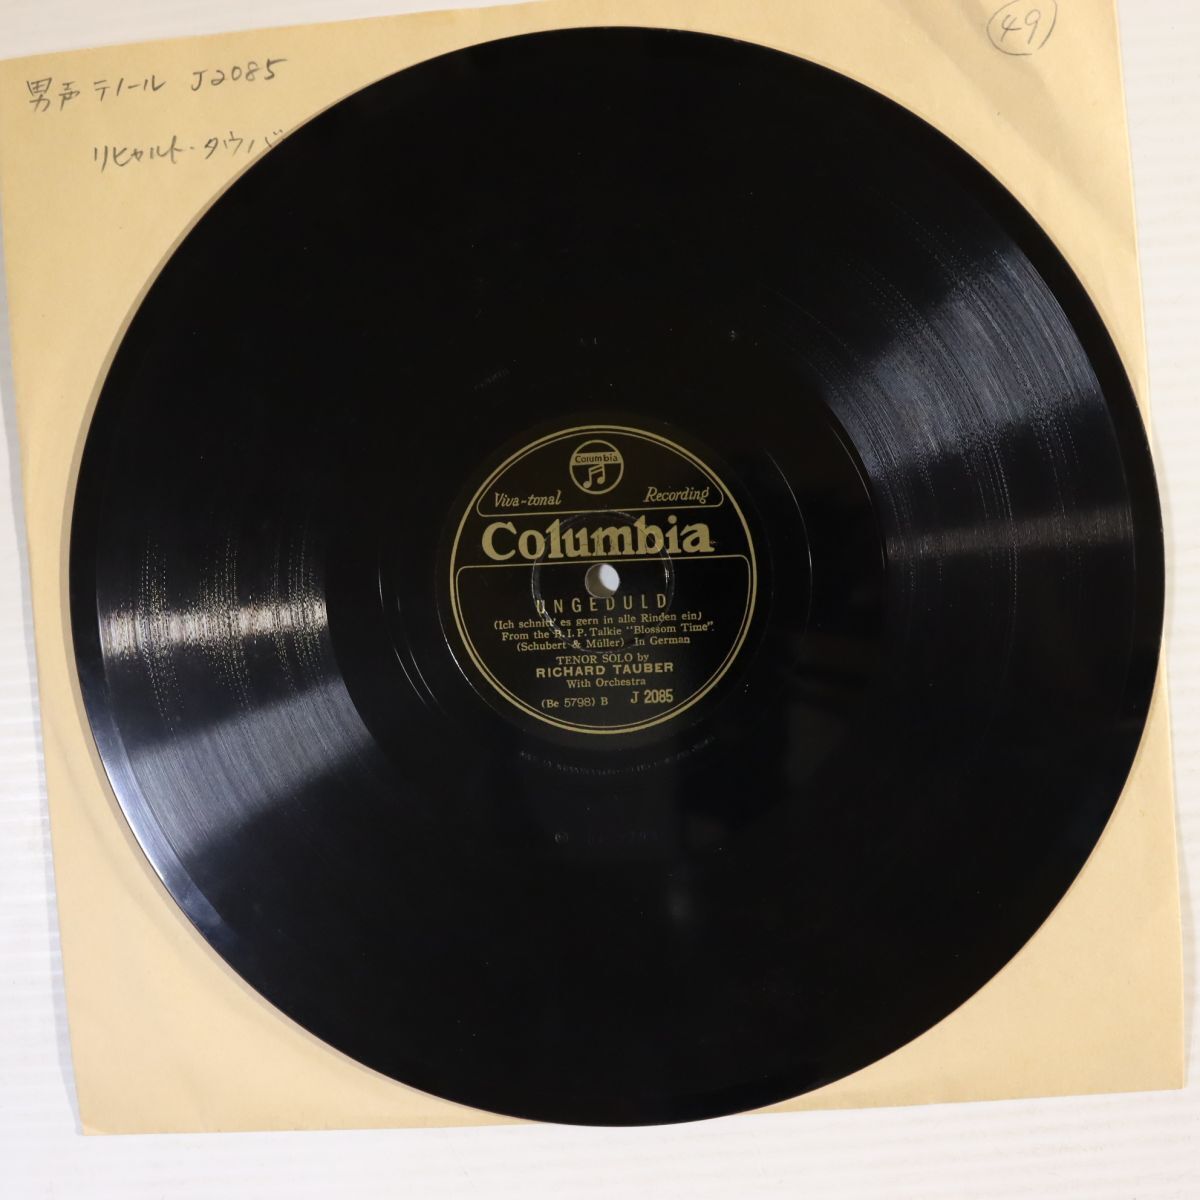 男声 テノール J2085
リヒャルト・タウバ
49
Columbia
Viva-tonal Recording
Columbia
UNGEDULD
(Ich schnitt' es gern in alle Rinden ein)
From the B.I.P. Talkie "Blossom Time".
(Schubert & Müller) In German
TENOR SOLO by
RICHARD TAUBER
With Orchestra
(Be 5798) B J 2085